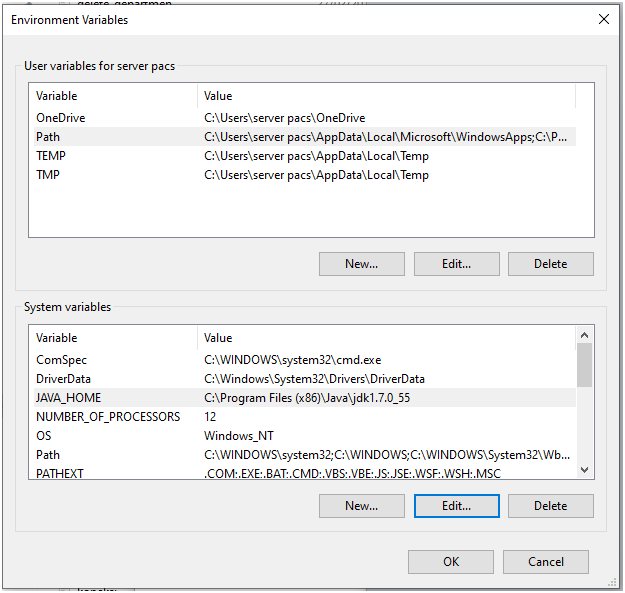 Environment Variables
User variables for server pacs
Variable Value
OneDrive C:\Users\server pacs\OneDrive
Path C:\Users\server pacs\AppData\Local\Microsoft\WindowsApps;C:\P...
TEMP C:\Users\server pacs\AppData\Local\Temp
TMP C:\Users\server pacs\AppData\Local\Temp
New... Edit... Delete
System variables
Variable Value
ComSpec C:\WINDOWS\system32\cmd.exe
DriverData C:\Windows\System32\Drivers\DriverData
JAVA_HOME C:\Program Files (x86)\Java\jdk1.7.0_55
NUMBER_OF_PROCESSORS 12
OS Windows_NT
Path C:\WINDOWS\system32;C:\WINDOWS;C:\WINDOWS\System32\Wb...
PATHEXT .COM;.EXE;.BAT;.CMD;.VBS;.VBE;.JS;.JSE;.WSF;.WSH;.MSC
New... Edit... Delete
OK Cancel